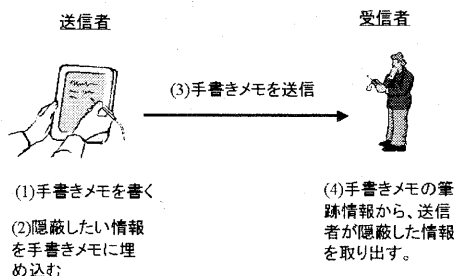 送信者
受信者
(3)手書きメモを送信
(1)手書きメモを書く
(2)隠蔽したい情報
を手書きメモに埋
め込む
(4)手書きメモの筆
跡情報から、送信
者が隠蔽した情報
を取り出す。